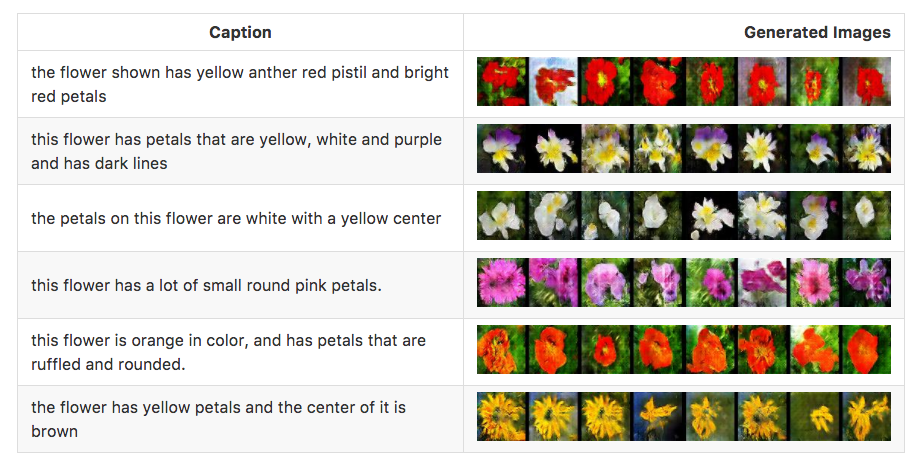 Caption
Generated Images
the flower shown has yellow anther red pistil and bright
red petals
this flower has petals that are yellow, white and purple
and has dark lines
the petals on this flower are white with a yellow center
this flower has a lot of small round pink petals.
this flower is orange in color, and has petals that are
ruffled and rounded.
the flower has yellow petals and the center of it is
brown